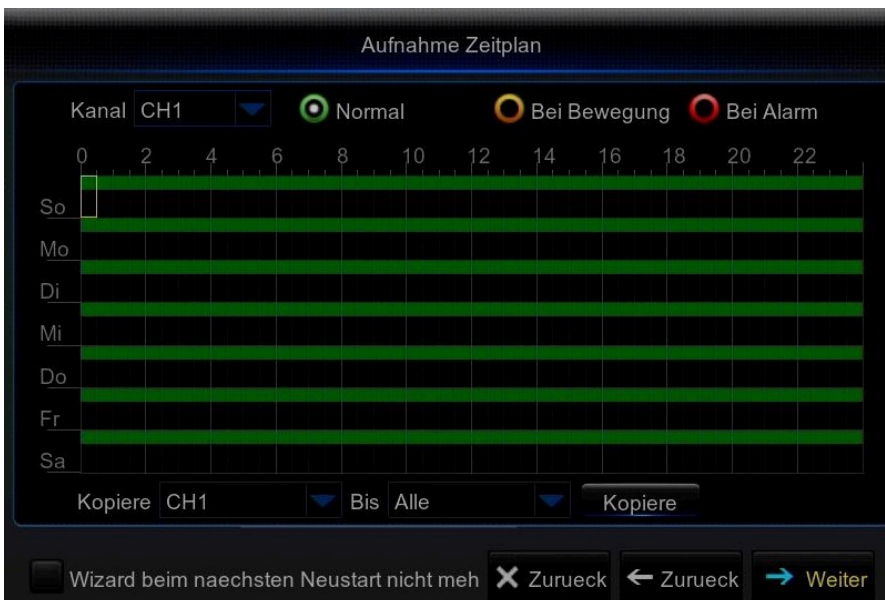 Aufnahme Zeitplan
Kanal CH1 Normal Bei Bewegung Bei Alarm
0 2 4 6 8 10 12 14 16 18 20 22
So
Mo
Di
Mi
Do
Fr
Sa
Kopiere CH1 Bis Alle Kopiere
Wizard beim naechsten Neustart nicht meh Zurueck Zurueck Weiter